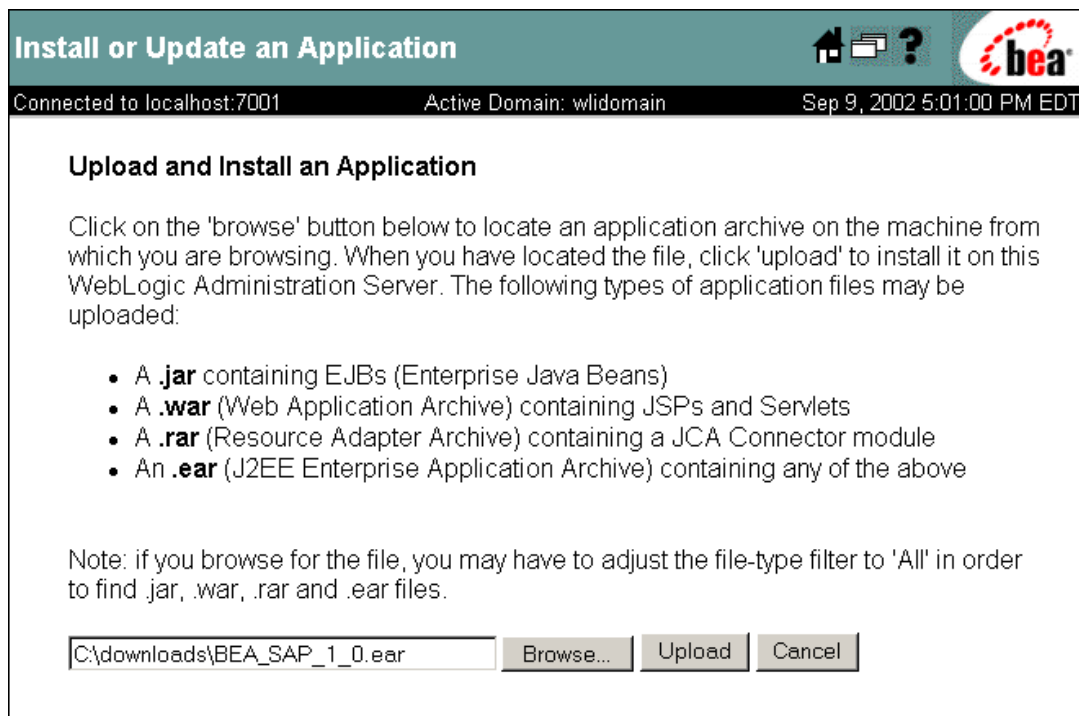 Install or Update an Application
?
bea
Connected to localhost:7001 Active Domain: wlidomain Sep 9, 2002 5:01:00 PM EDT
Upload and Install an Application
Click on the 'browse' button below to locate an application archive on the machine from
which you are browsing. When you have located the file, click 'upload' to install it on this
WebLogic Administration Server. The following types of application files may be
uploaded:
• A .jar containing EJBs (Enterprise Java Beans)
• A .war (Web Application Archive) containing JSPs and Servlets
• A .rar (Resource Adapter Archive) containing a JCA Connector module
• An .ear (J2EE Enterprise Application Archive) containing any of the above
Note: if you browse for the file, you may have to adjust the file-type filter to 'All' in order
to find .jar, .war, .rar and .ear files.
C:\downloads\BEA_SAP_1_0.ear Browse... Upload Cancel